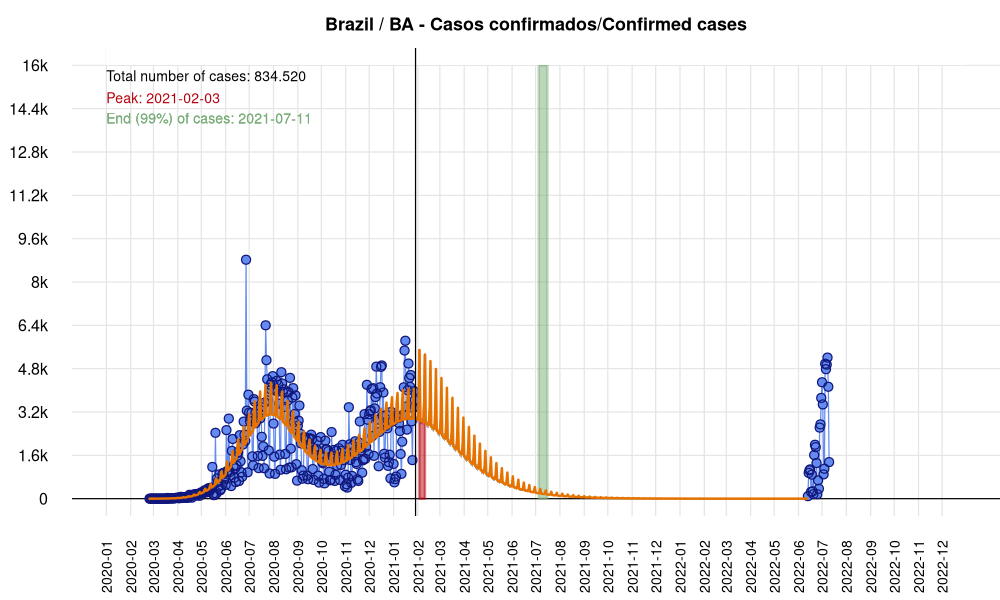 Brazil / BA - Casos confirmados/Confirmed cases
Total number of cases: 834.520
Peak: 2021-02-03
End (99%) of cases: 2021-07-11
16k
14.4k
12.8k
11.2k
9.6k
8k
6.4k
4.8k
3.2k
1.6k
0
2020-01
2020-02
2020-03
2020-04
2020-05
2020-06
2020-07
2020-08
2020-09
2020-10
2020-11
2020-12
2021-01
2021-02
2021-03
2021-04
2021-05
2021-06
2021-07
2021-08
2021-09
2021-10
2021-11
2021-12
2022-01
2022-02
2022-03
2022-04
2022-05
2022-06
2022-07
2022-08
2022-09
2022-10
2022-11
2022-12